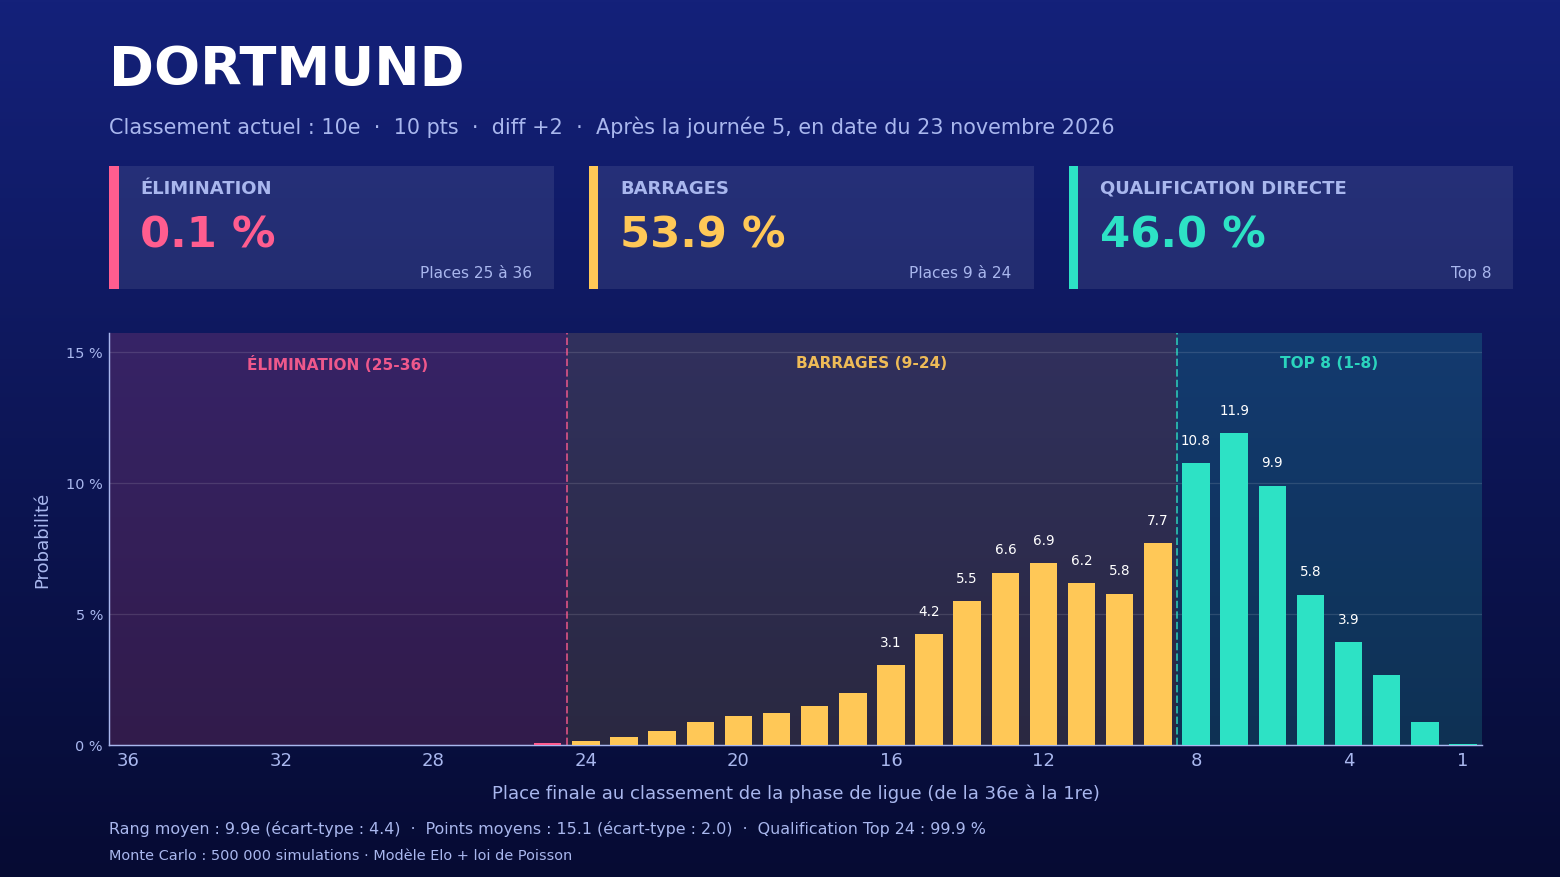 DORTMUND
Classement actuel : 10e · 10 pts · diff +2 · Après la journée 5, en date du 23 novembre 2026
ÉLIMINATION
0.1 %
Places 25 à 36
BARRAGES
53.9 %
Places 9 à 24
QUALIFICATION DIRECTE
46.0 %
Top 8
ÉLIMINATION (25-36)
BARRAGES (9-24)
TOP 8 (1-8)
Probabilité
15 %
10 %
5 %
0 %
3.1
4.2
5.5
6.6
6.9
6.2
5.8
7.7
10.8
11.9
9.9
5.8
3.9
36 32 28 24 20 16 12 8 4 1
Place finale au classement de la phase de ligue (de la 36e à la 1re)
Rang moyen : 9.9e (écart-type : 4.4) · Points moyens : 15.1 (écart-type : 2.0) · Qualification Top 24 : 99.9 %
Monte Carlo : 500 000 simulations · Modèle Elo + loi de Poisson